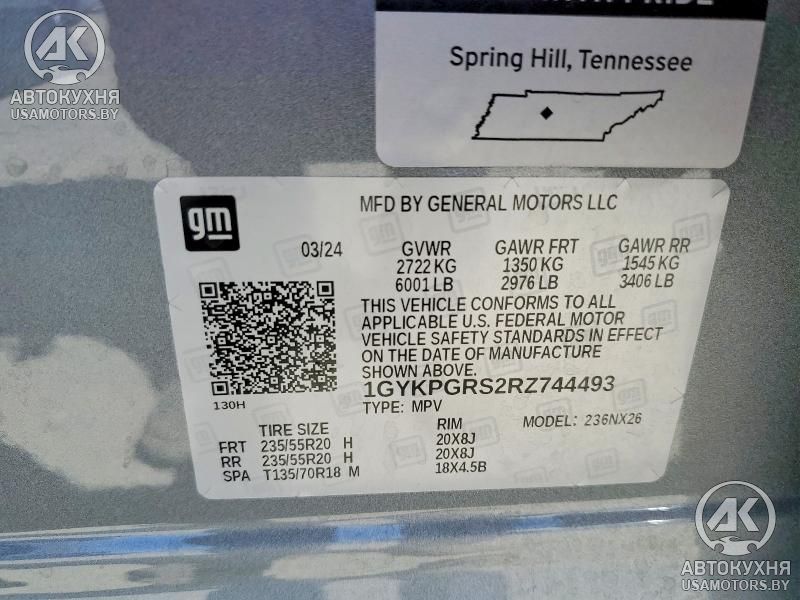 Spring Hill, Tennessee
AK
АВТОКУХНЯ
USAMOTORS.BY
gm
MFD BY GENERAL MOTORS LLC
03/24 GVWR GAWR FRT GAWR RR
2722 KG 1350 KG 1545 KG
6001 LB 2976 LB 3406 LB
THIS VEHICLE CONFORMS TO ALL
APPLICABLE U.S. FEDERAL MOTOR
VEHICLE SAFETY STANDARDS IN EFFECT
ON THE DATE OF MANUFACTURE
SHOWN ABOVE.
1GYKPGRS2RZ744493
130H
TYPE: MPV MODEL: 236NX26
TIRE SIZE RIM
FRT 235/55R20 H 20X8J
RR 235/55R20 H 20X8J
SPA T135/70R18 M 18X4.5B
AK
АВТОКУХНЯ
USAMOTORS.BY